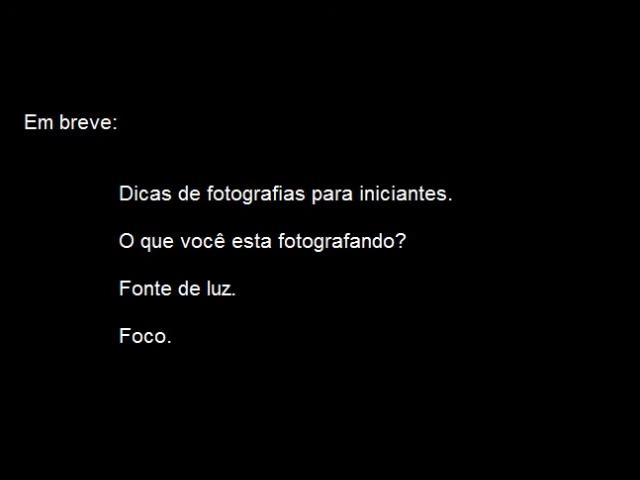 Em breve:
Dicas de fotografias para iniciantes.
O que você esta fotografando?
Fonte de luz.
Foco.